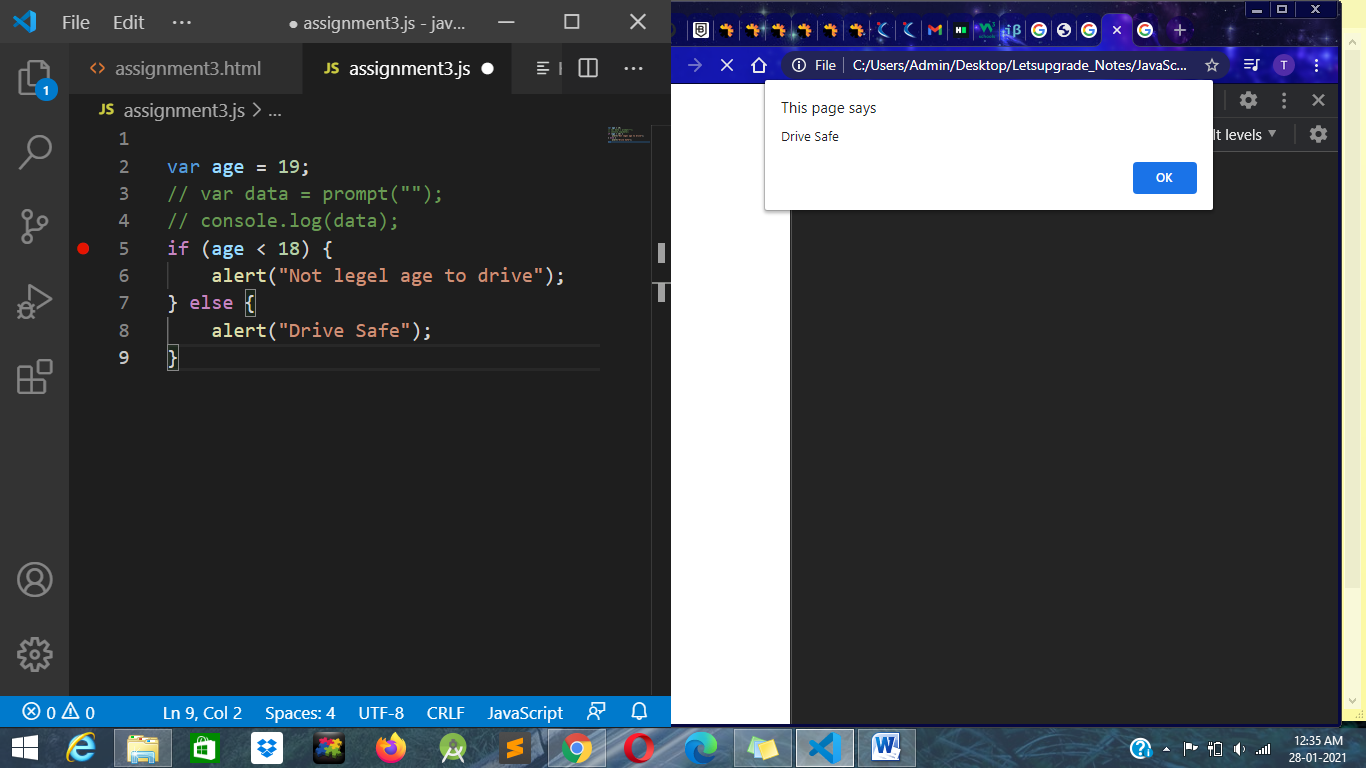 File Edit ··· ● assignment3.js - jav...
<> assignment3.html JS assignment3.js ● ···
1
JS assignment3.js > ...
1
2 var age = 19;
3 // var data = prompt("");
4 // console.log(data);
5 if (age < 18) {
6 alert("Not legel age to drive");
7 } else {
8 alert("Drive Safe");
9 }
0 0 Ln 9, Col 2 Spaces: 4 UTF-8 CRLF JavaScript
File C:/Users/Admin/Desktop/Letsupgrade_Notes/JavaSc... T
This page says
Drive Safe
OK
lt levels ▼
12:35 AM
28-01-2021